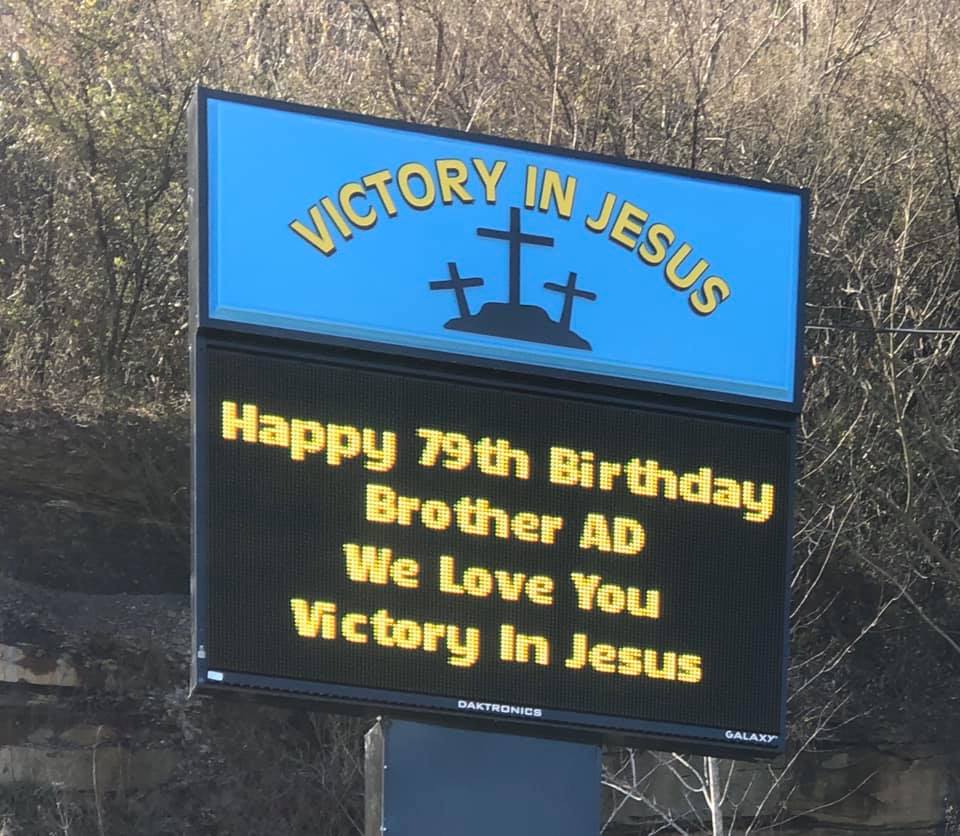 VICTORY IN JESUS
Happy 79th Birthday
Brother AD
We Love You
Victory In Jesus
DAKTRONICS
GALAXY